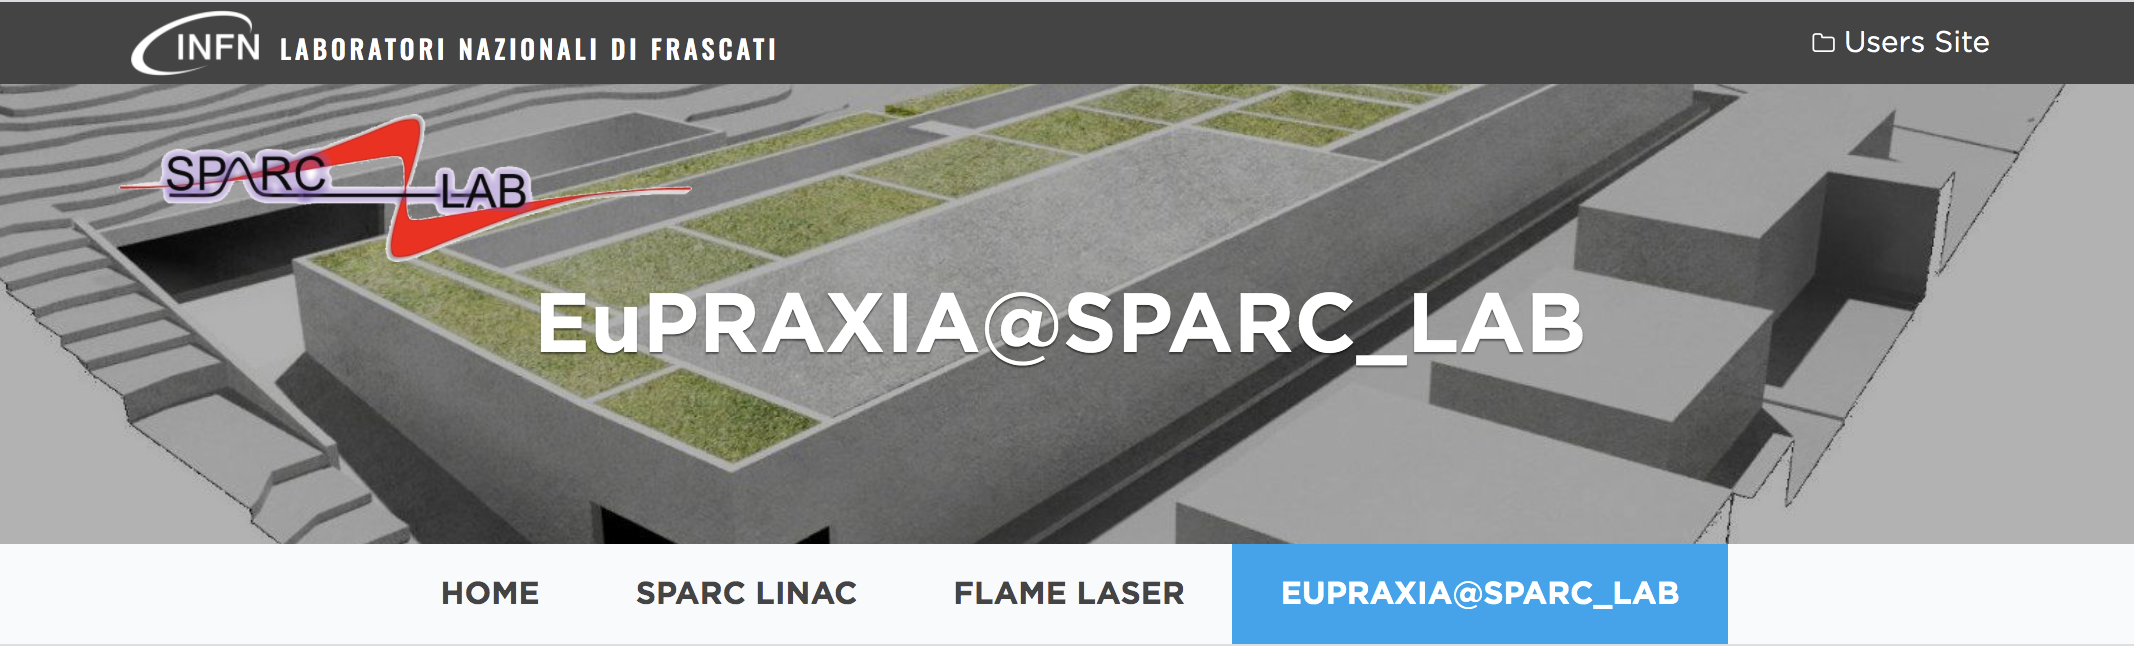 INFN LABORATORI NAZIONALI DI FRASCATI
Users Site
SPARC LAB
EuPRAXIA@SPARC_LAB
HOME SPARC LINAC FLAME LASER EUPRAXIA@SPARC_LAB